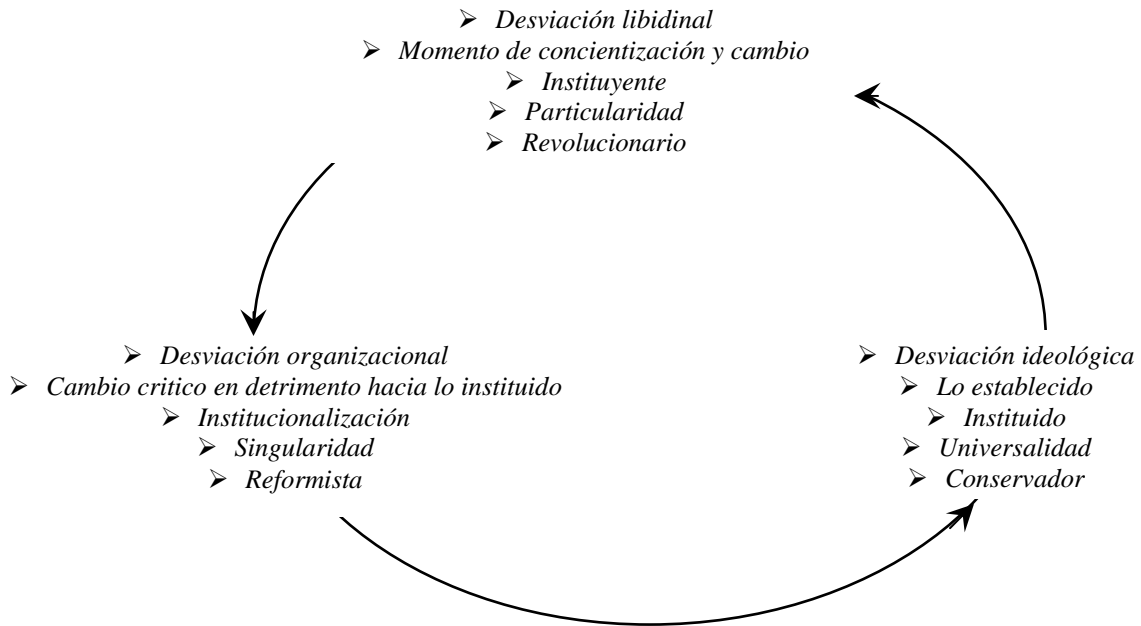 ➢ Desviación libidinal
➢ Momento de concientización y cambio
➢ Instituyente
➢ Particularidad
➢ Revolucionario
➢ Desviación organizacional
➢ Cambio critico en detrimento hacia lo instituido
➢ Institucionalización
➢ Singularidad
➢ Reformista
➢ Desviación ideológica
➢ Lo establecido
➢ Instituido
➢ Universalidad
➢ Conservador